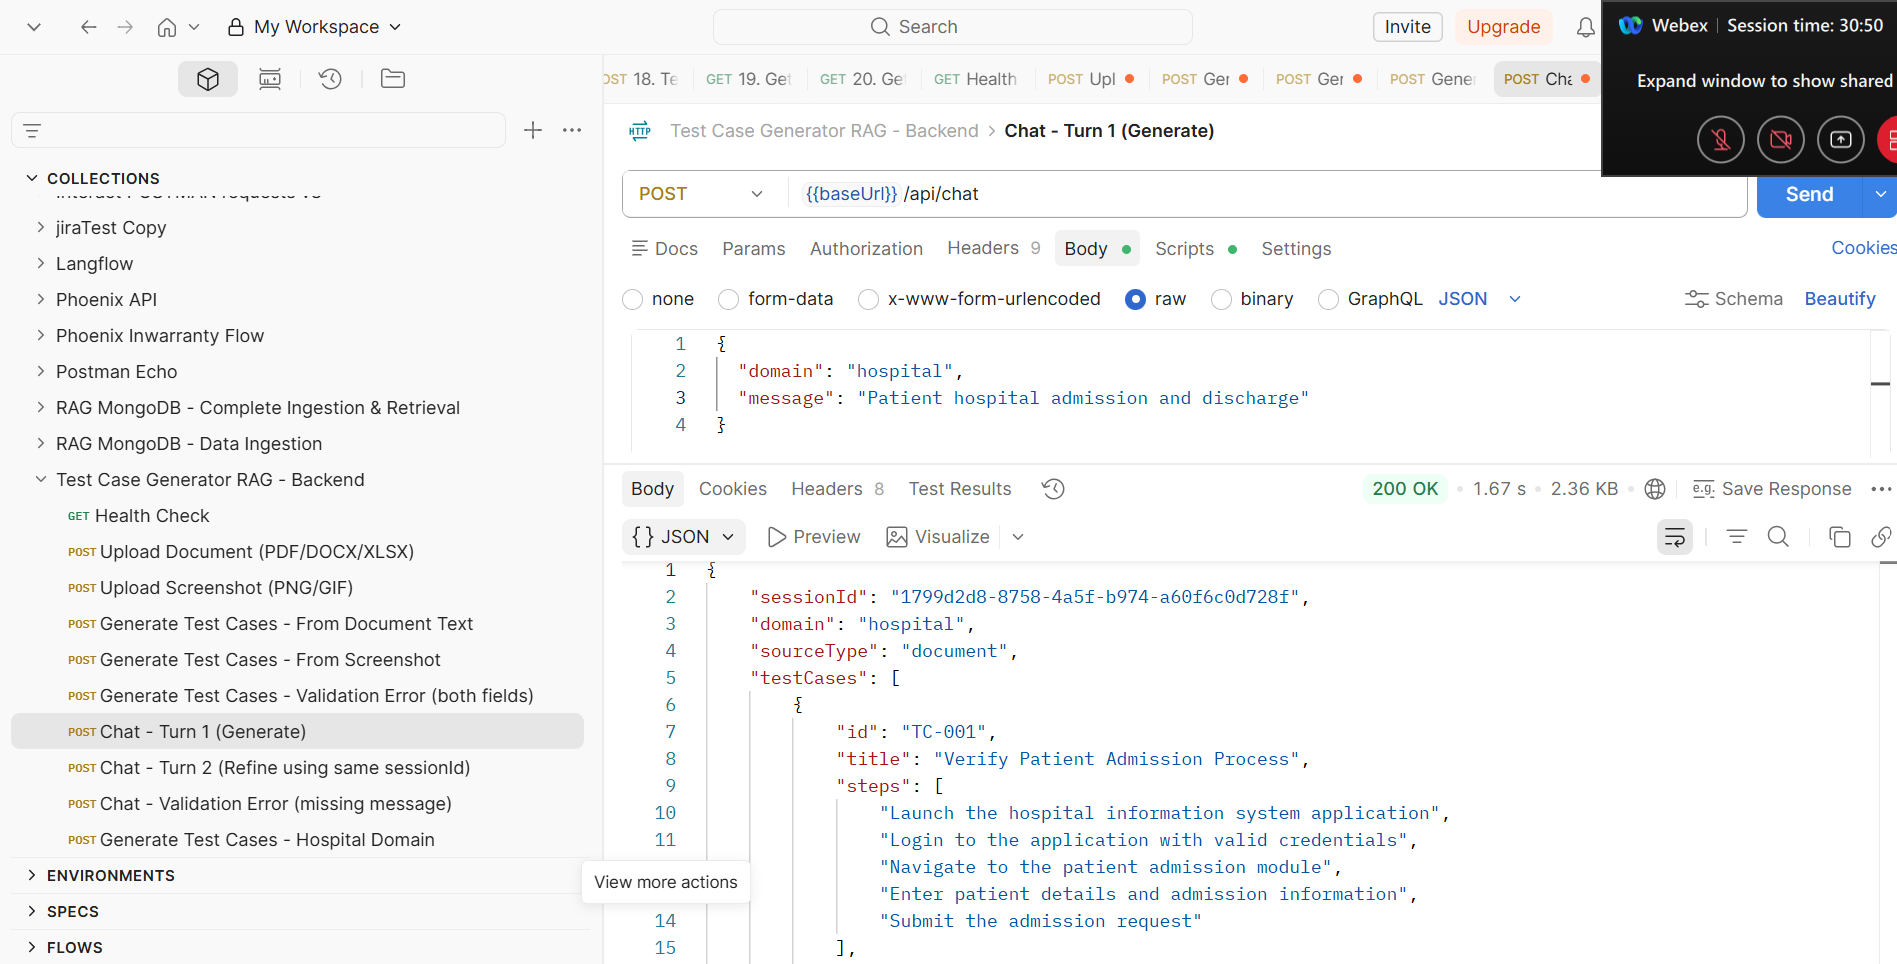 My Workspace
Search
Invite
Upgrade
Webex | Session time: 30:50
Expand window to show shared
OST 18. Te
GET 19. Get
GET 20. Ge
GET Health
POST Upl
POST Ger
POST Ger
POST Gene
POST Cha
COLLECTIONS
jiraTest Copy
Langflow
Phoenix API
Phoenix Inwarranty Flow
Postman Echo
RAG MongoDB - Complete Ingestion & Retrieval
RAG MongoDB - Data Ingestion
Test Case Generator RAG - Backend
GET Health Check
POST Upload Document (PDF/DOCX/XLSX)
POST Upload Screenshot (PNG/GIF)
POST Generate Test Cases - From Document Text
POST Generate Test Cases - From Screenshot
POST Generate Test Cases - Validation Error (both fields)
POST Chat - Turn 1 (Generate)
POST Chat - Turn 2 (Refine using same sessionId)
POST Chat - Validation Error (missing message)
POST Generate Test Cases - Hospital Domain
ENVIRONMENTS
SPECS
FLOWS
HTTP Test Case Generator RAG - Backend > Chat - Turn 1 (Generate)
POST {{baseUrl}} /api/chat
Send
Docs Params Authorization Headers 9 Body Scripts Settings
Cookies
none form-data x-www-form-urlencoded raw binary GraphQL JSON
Schema Beautify
1 {
2 "domain": "hospital",
3 "message": "Patient hospital admission and discharge"
4 }
Body Cookies Headers 8 Test Results
200 OK • 1.67 s • 2.36 KB
e.g. Save Response
{} JSON Preview Visualize
1 {
2 "sessionId": "1799d2d8-8758-4a5f-b974-a60f6c0d728f",
3 "domain": "hospital",
4 "sourceType": "document",
5 "testCases": [
6 {
7 "id": "TC-001",
8 "title": "Verify Patient Admission Process",
9 "steps": [
10 "Launch the hospital information system application",
11 "Login to the application with valid credentials",
"Navigate to the patient admission module",
"Enter patient details and admission information",
14 "Submit the admission request"
15 ],
View more actions